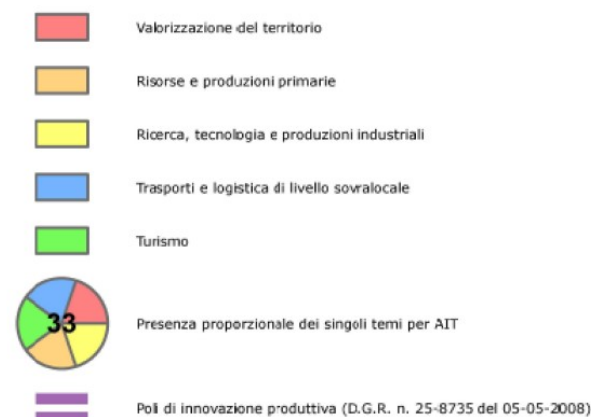 Valorizzazione del territorio
Risorse e produzioni primarie
Ricerca, tecnologia e produzioni industriali
Trasporti e logistica di livello sovralocale
Turismo
33
Presenza proporzionale dei singoli temi per AIT
Poli di innovazione produttiva (D.G.R. n. 25-8735 del 05-05-2008)